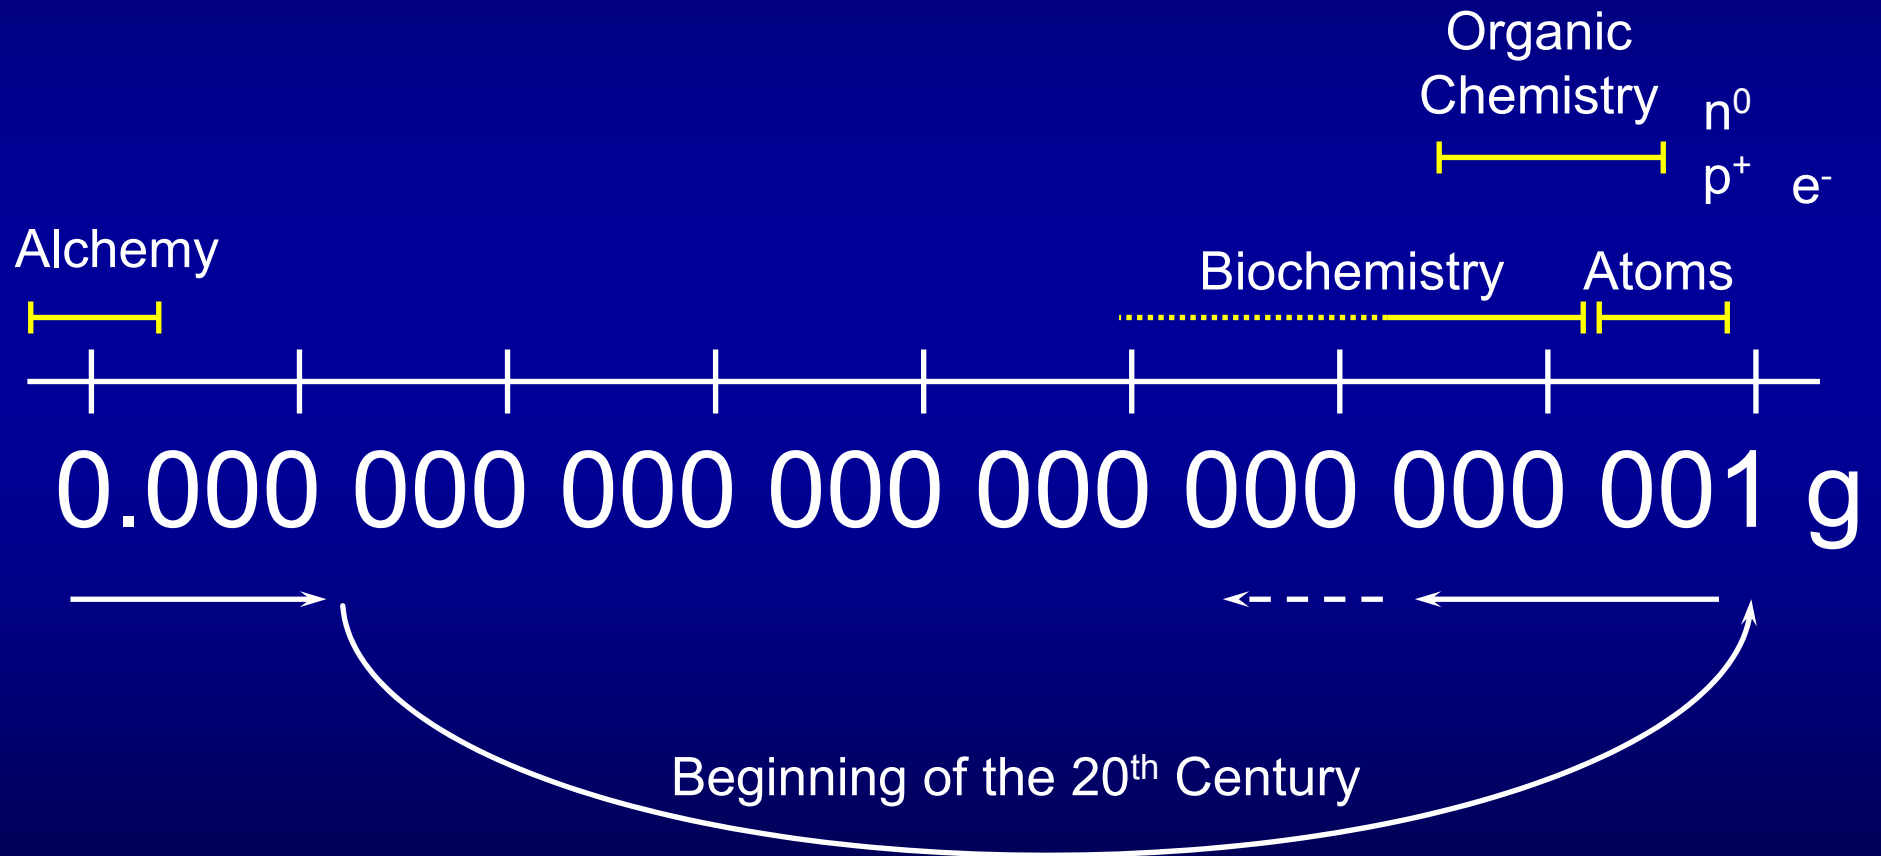 Organic
Chemistry
n⁰
p⁺
e⁻
Alchemy
Biochemistry
Atoms
0.000 000 000 000 000 000 000 001 g
Beginning of the 20ᵗʰ Century